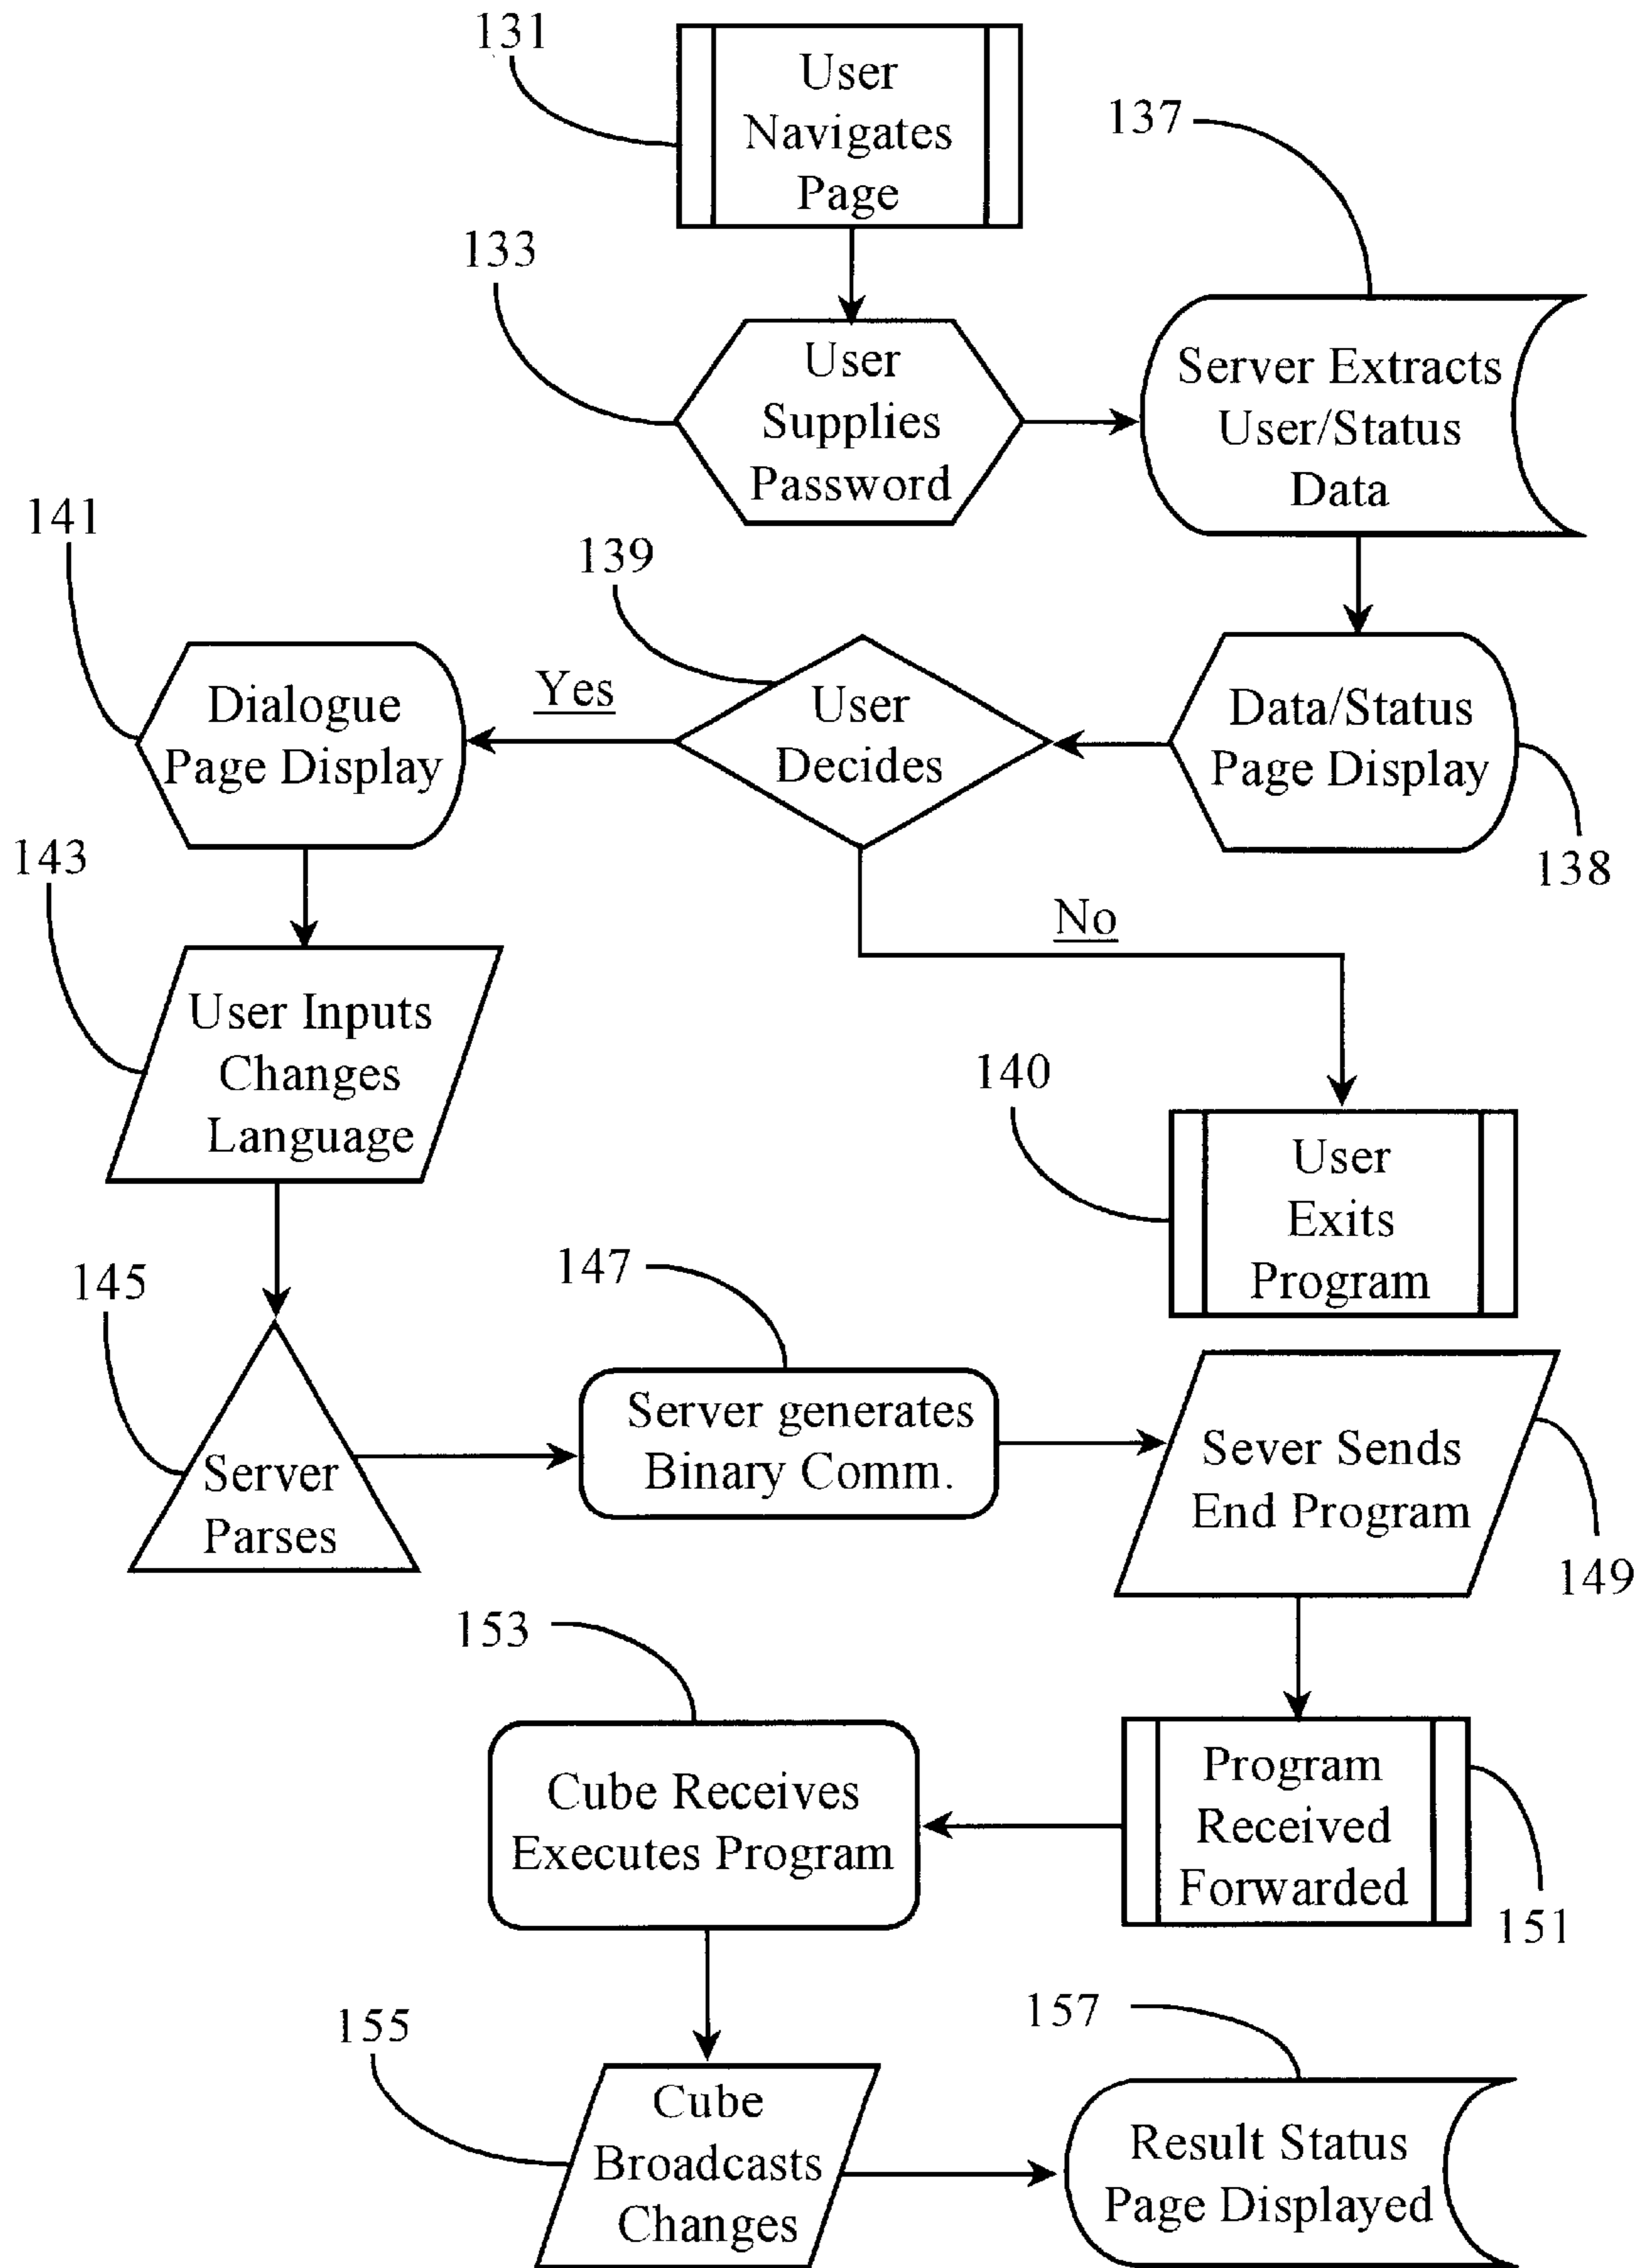 131
User
Navigates
Page
137
133
User
Supplies
Password
Server Extracts
User/Status
Data
141
139
Dialogue
Page Display
Yes
User
Decides
Data/Status
Page Display
138
143
No
User Inputs
Changes
Language
140
User
Exits
Program
145
147
Server
Parses
Server generates
Binary Comm.
Sever Sends
End Program
149
153
Cube Receives
Executes Program
Program
Received
Forwarded
151
155
157
Cube
Broadcasts
Changes
Result Status
Page Displayed